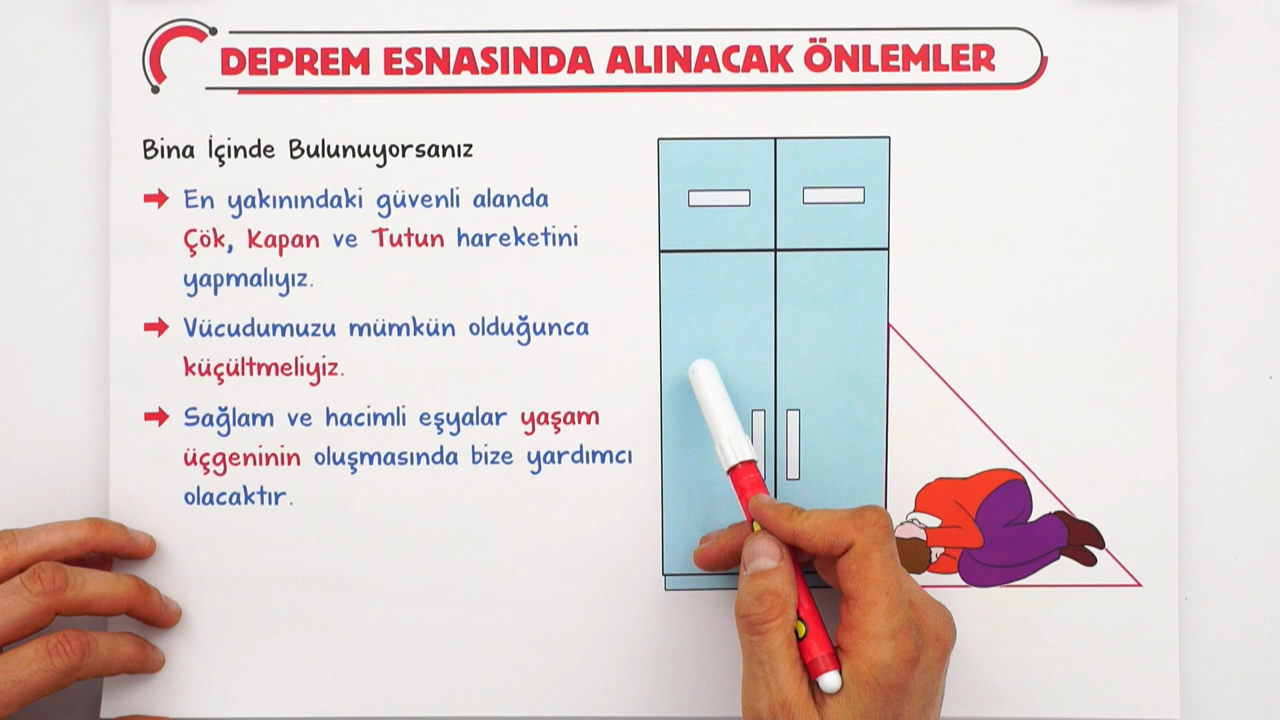 DEPREM ESNASINDA ALINACAK ÖNLEMLER
Bina İçinde Bulunuyorsanız
En yakınındaki güvenli alanda
Çök, Kapan ve Tutun hareketini
yapmalıyız.
Vücudumuzu mümkün olduğunca
küçültmeliyiz.
Sağlam ve hacimli eşyalar yaşam
üçgeninin oluşmasında bize yardımcı
olacaktır.